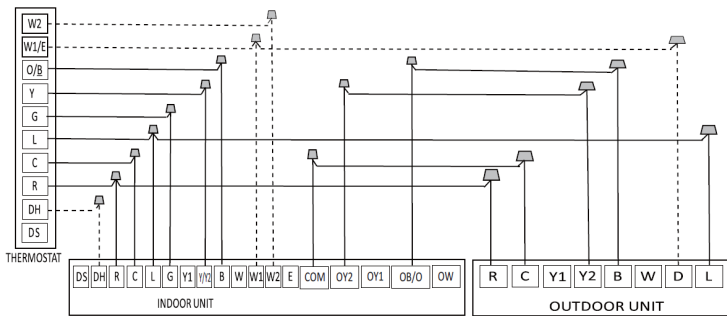 W2
W1/E
O/B
Y
G
L
C
R
DH
DS
THERMOSTAT
DS DH R C L G Y1 Y/Y2 B W W1 W2 E COM OY2 OY1 OB/O OW
INDOOR UNIT
R C Y1 Y2 B W D L
OUTDOOR UNIT